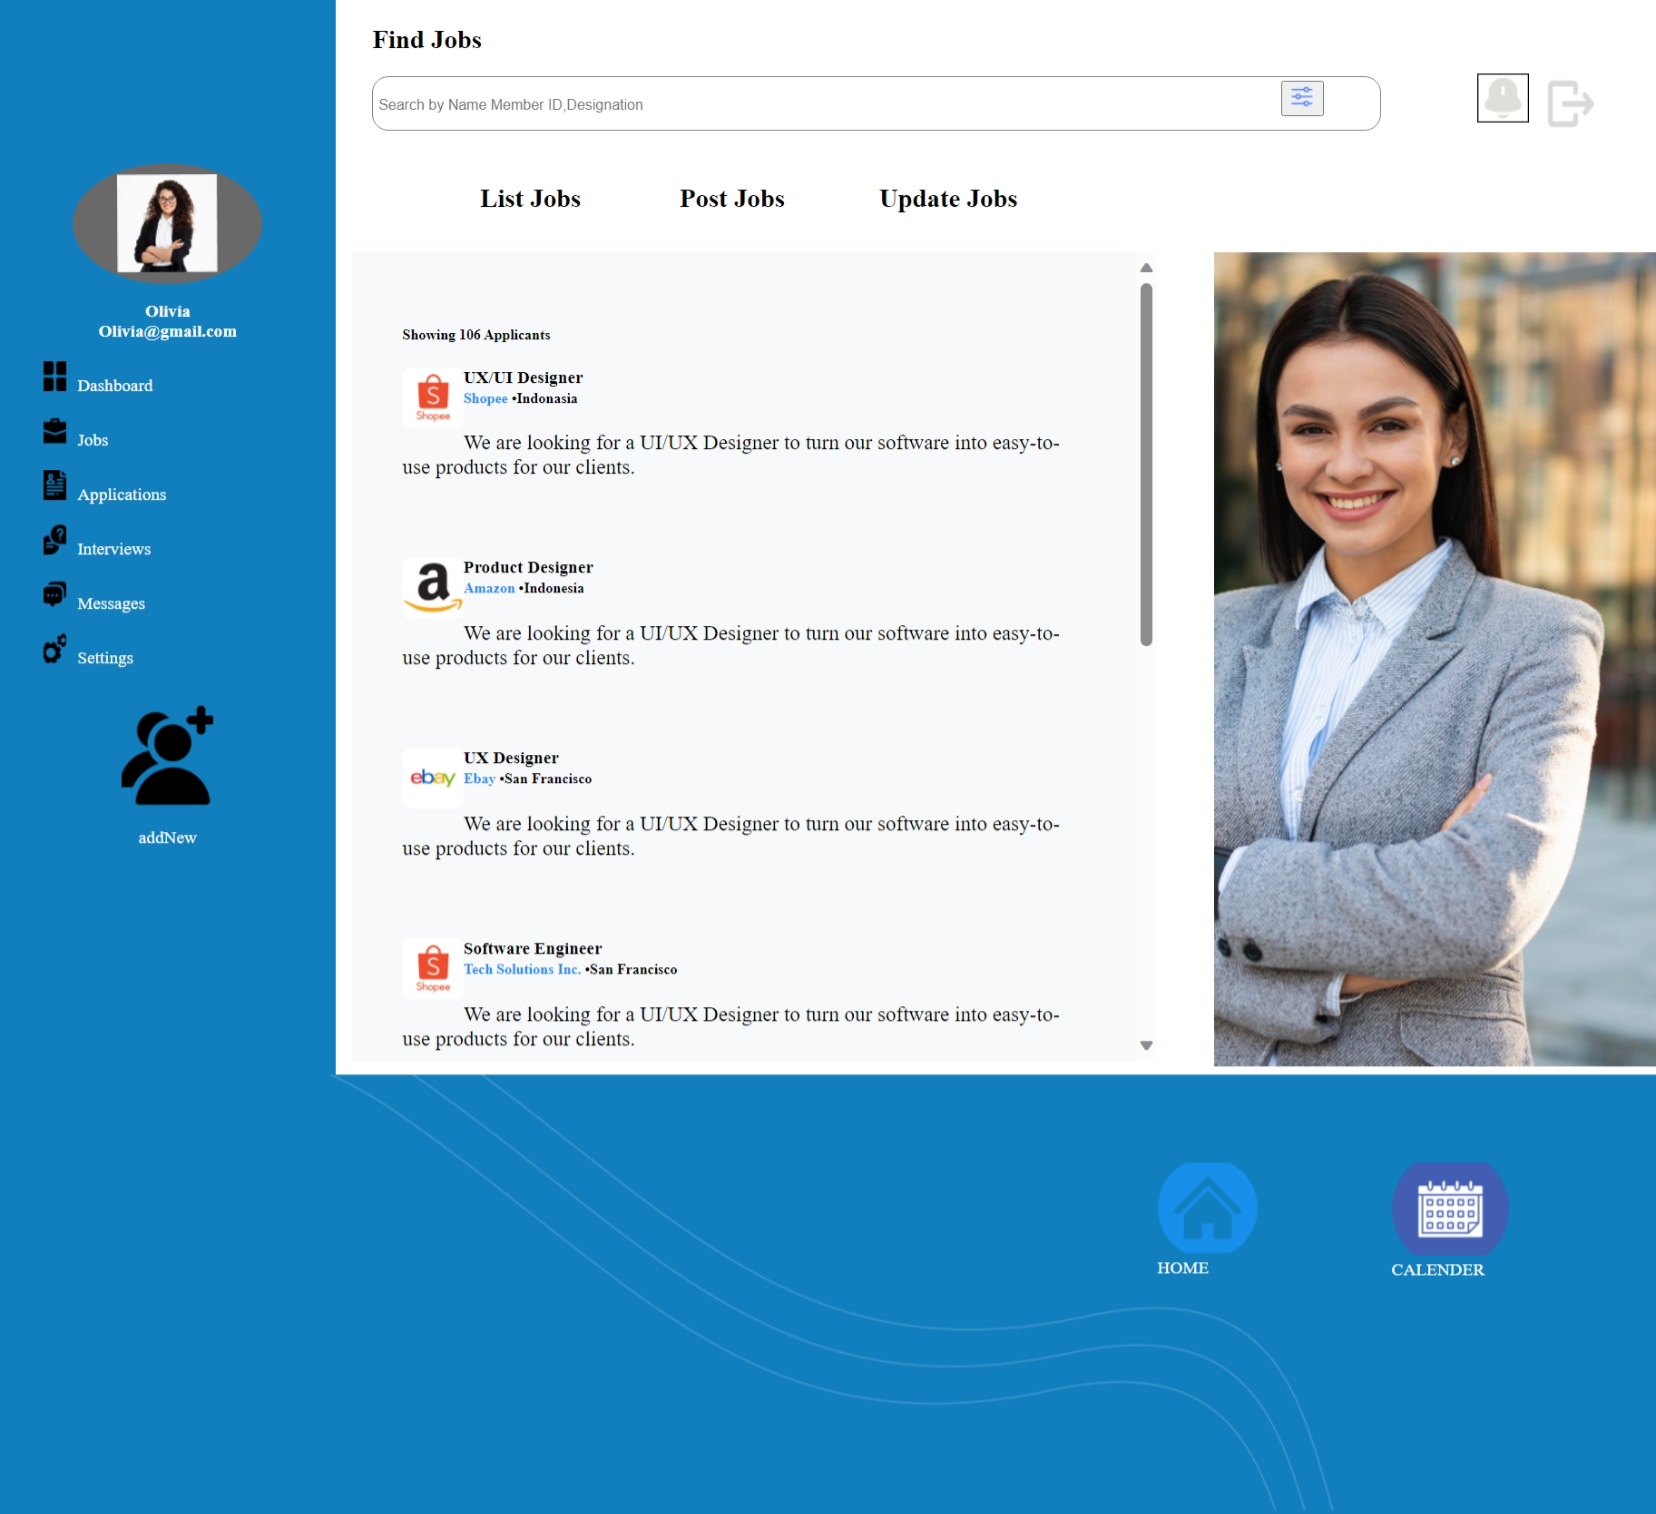 Find Jobs
Search by Name Member ID,Designation
List Jobs
Post Jobs
Update Jobs
Olivia
Olivia@gmail.com
Dashboard
Jobs
Applications
Interviews
Messages
Settings
addNew
Showing 106 Applicants
S
Shopee
UX/UI Designer
Shopee •Indonasia
We are looking for a UI/UX Designer to turn our software into easy-to-
use products for our clients.
a
Product Designer
Amazon •Indonesia
We are looking for a UI/UX Designer to turn our software into easy-to-
use products for our clients.
ebay
UX Designer
Ebay •San Francisco
We are looking for a UI/UX Designer to turn our software into easy-to-
use products for our clients.
S
Shopee
Software Engineer
Tech Solutions Inc. •San Francisco
We are looking for a UI/UX Designer to turn our software into easy-to-
use products for our clients.
HOME
CALENDER